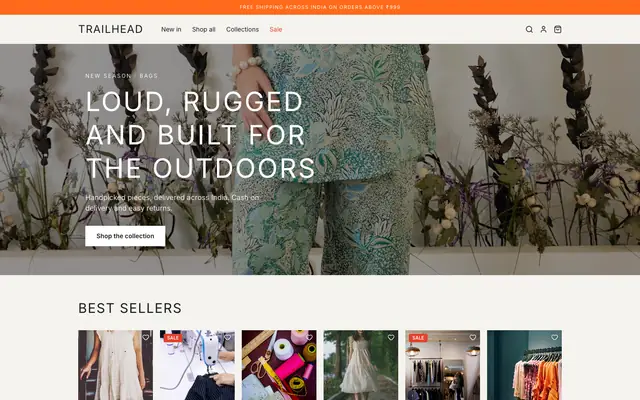 FREE SHIPPING ACROSS INDIA ON ORDERS ABOVE ₹999
TRAILHEAD
New in
Shop all
Collections
Sale
NEW SEASON · BAGS
LOUD, RUGGED
AND BUILT FOR
THE OUTDOORS
Handpicked pieces, delivered across India. Cash on
delivery and easy returns.
Shop the collection
BEST SELLERS
SALE
SALE